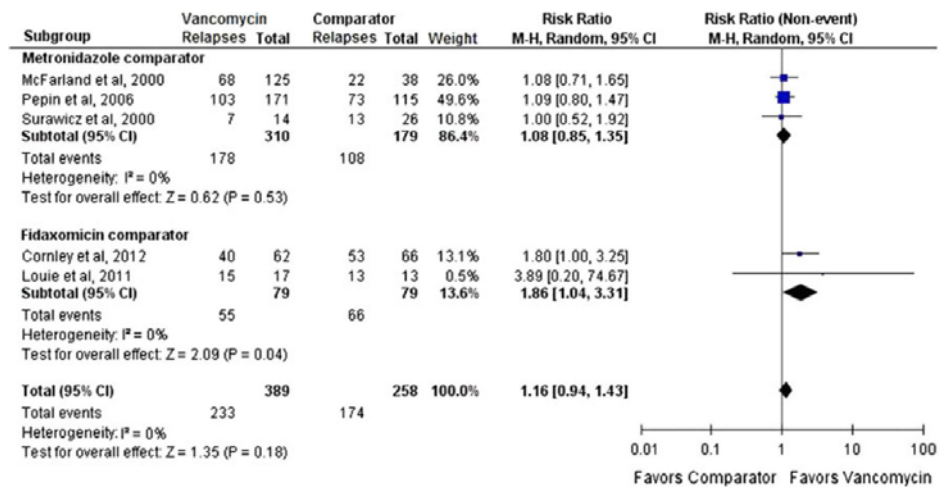 Vancomycin Comparator Risk Ratio Risk Ratio (Non-event)
Subgroup Relapses Total Relapses Total Weight M-H, Random, 95% CI M-H, Random, 95% CI
Metronidazole comparator
McFarland et al, 2000 68 125 22 38 26.0% 1.08 [0.71, 1.65]
Pepin et al, 2006 103 171 73 115 49.6% 1.09 [0.80, 1.47]
Surawicz et al, 2000 7 14 13 26 10.8% 1.00 [0.52, 1.92]
Subtotal (95% CI) 310 179 86.4% 1.08 [0.85, 1.35]
Total events 178 108
Heterogeneity: I² = 0%
Test for overall effect: Z = 0.62 (P = 0.53)
Fidaxomicin comparator
Cornley et al, 2012 40 62 53 66 13.1% 1.80 [1.00, 3.25]
Louie et al, 2011 15 17 13 13 0.5% 3.89 [0.20, 74.67]
Subtotal (95% CI) 79 79 13.6% 1.86 [1.04, 3.31]
Total events 55 66
Heterogeneity: I² = 0%
Test for overall effect: Z = 2.09 (P = 0.04)
Total (95% CI) 389 258 100.0% 1.16 [0.94, 1.43]
Total events 233 174
Heterogeneity: I² = 0%
Test for overall effect: Z = 1.35 (P = 0.18)
0.01 0.1 1 10 100
Favors Comparator Favors Vancomycin